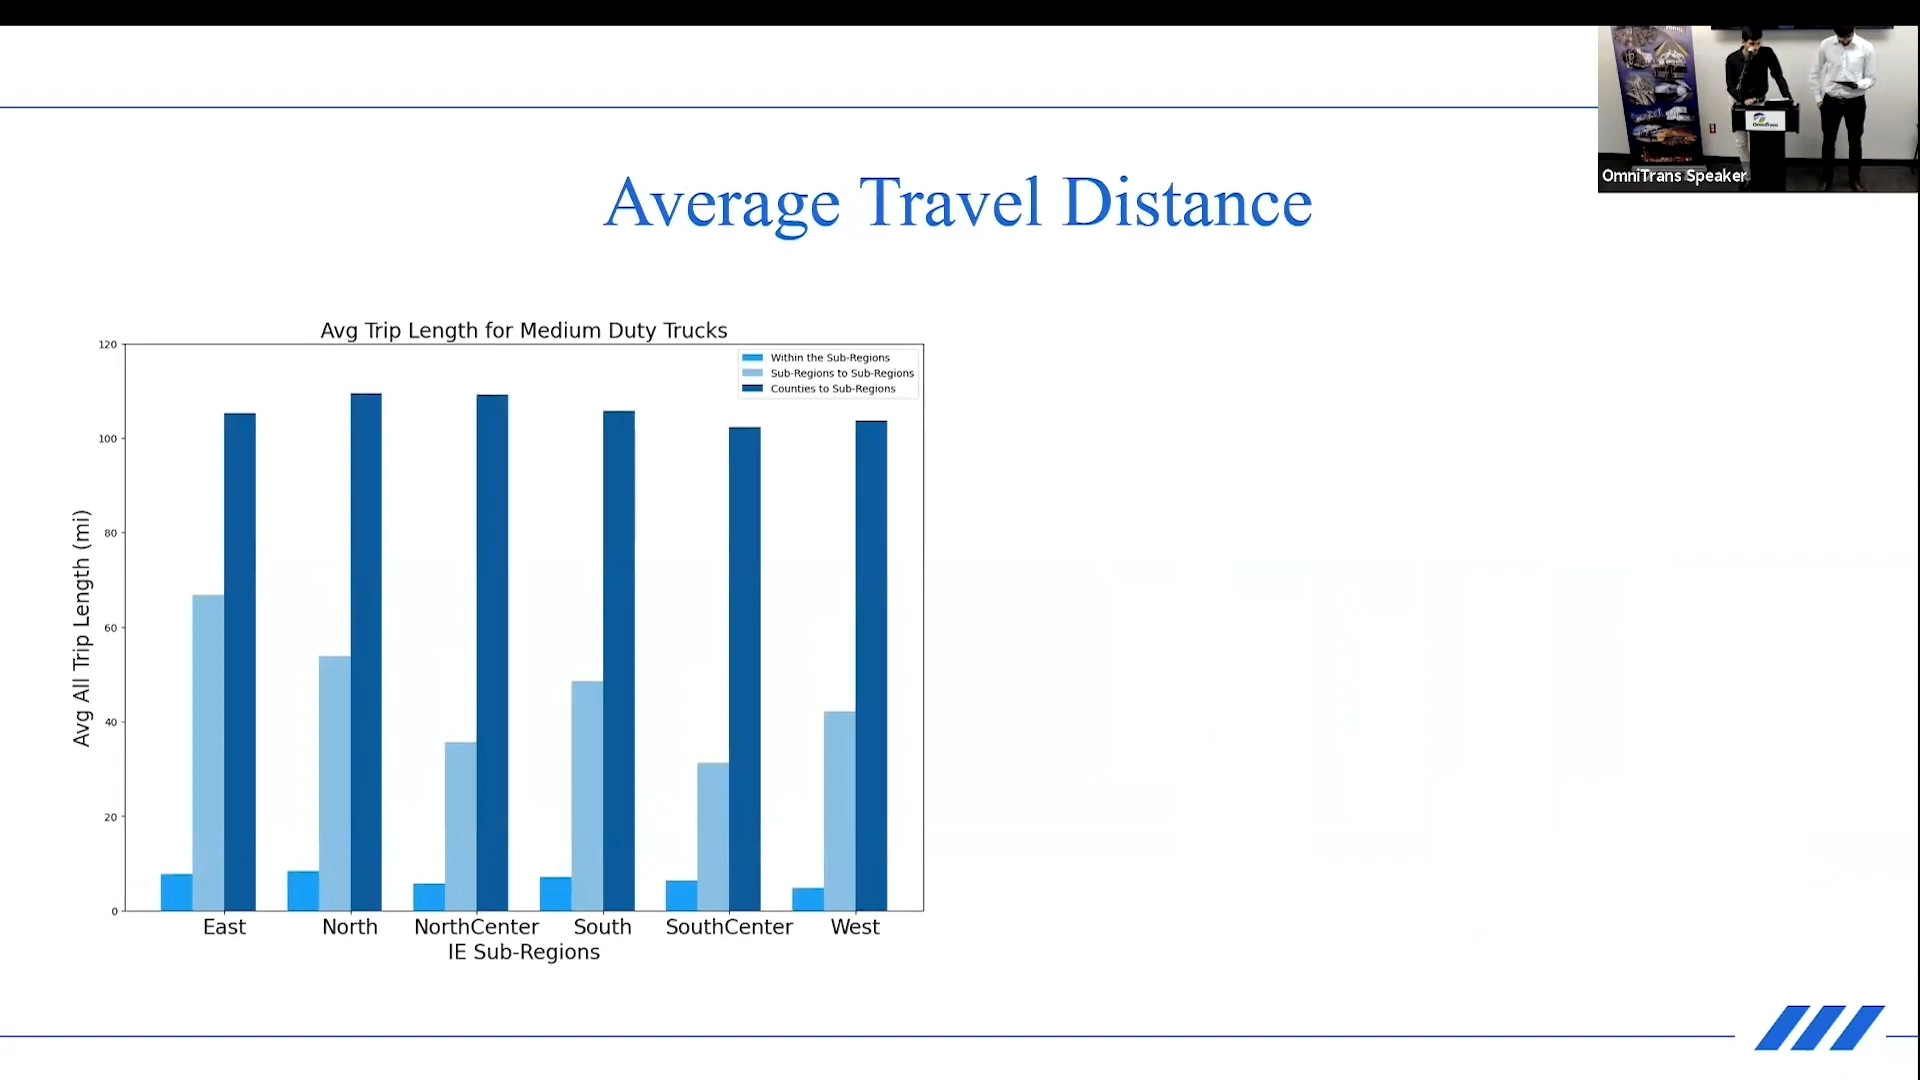 OmniTrans
OmniTrans Speaker
Average Travel Distance
Avg Trip Length for Medium Duty Trucks
Within the Sub-Regions
Sub-Regions to Sub-Regions
Counties to Sub-Regions
Avg All Trip Length (mi)
120
100
80
60
40
20
0
East North NorthCenter South SouthCenter West
IE Sub-Regions